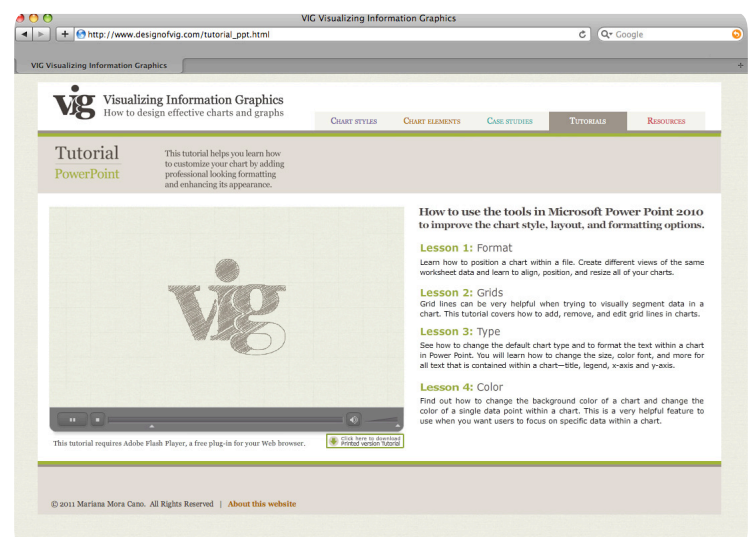 VIG Visualizing Information Graphics
http://www.designofvig.com/tutorial_ppt.html
Google
VIG Visualizing Information Graphics
vig
Visualizing Information Graphics
How to design effective charts and graphs
Chart styles
Chart elements
Case studies
Tutorials
Resources
Tutorial
PowerPoint
This tutorial helps you learn how
to customize your chart by adding
professional looking formatting
and enhancing its appearance.
vig
This tutorial requires Adobe Flash Player, a free plug-in for your Web browser.
Click here to download
Printed version Tutorial
How to use the tools in Microsoft Power Point 2010
to improve the chart style, layout, and formatting options.
Lesson 1: Format
Learn how to position a chart within a file. Create different views of the same
worksheet data and learn to align, position, and resize all of your charts.
Lesson 2: Grids
Grid lines can be very helpful when trying to visually segment data in a
chart. This tutorial covers how to add, remove, and edit grid lines in charts.
Lesson 3: Type
See how to change the default chart type and to format the text within a chart
in Power Point. You will learn how to change the size, color font, and more for
all text that is contained within a chart—title, legend, x-axis and y-axis.
Lesson 4: Color
Find out how to change the background color of a chart and change the
color of a single data point within a chart. This is a very helpful feature to
use when you want users to focus on specific data within a chart.
© 2011 Mariana Mora Cano. All Rights Reserved | About this website